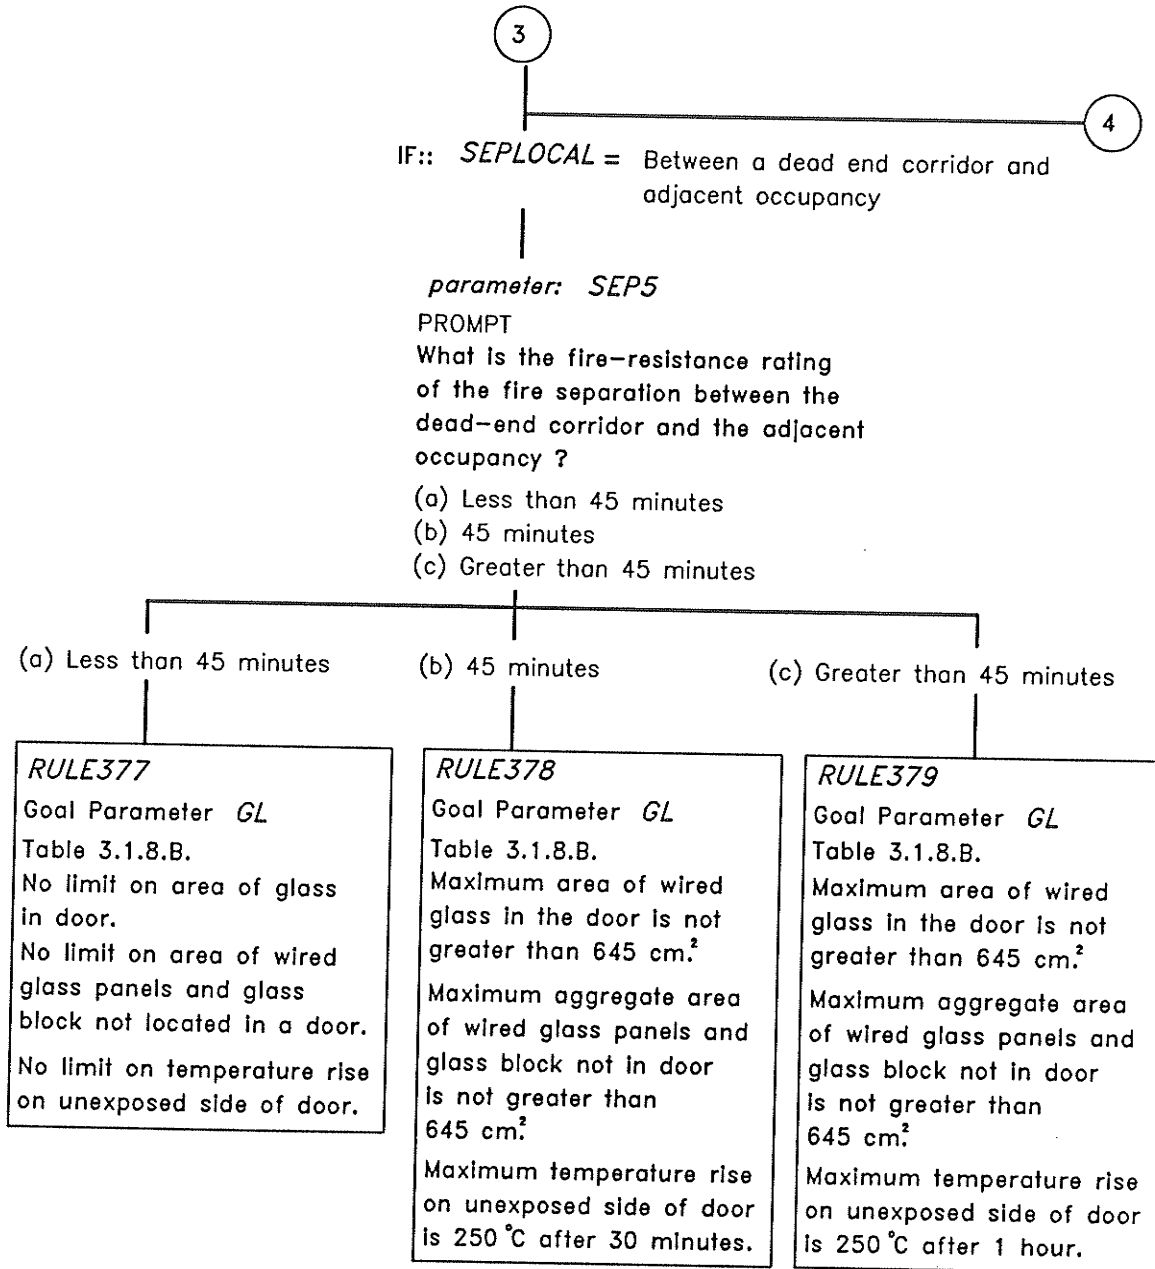 3
4
IF:: SEPLOCAL = Between a dead end corridor and
adjacent occupancy
parameter: SEP5
PROMPT
What is the fire-resistance rating
of the fire separation between the
dead-end corridor and the adjacent
occupancy ?
(a) Less than 45 minutes
(b) 45 minutes
(c) Greater than 45 minutes
(a) Less than 45 minutes
(b) 45 minutes
(c) Greater than 45 minutes
RULE377
Goal Parameter GL
Table 3.1.8.B.
No limit on area of glass
in door.
No limit on area of wired
glass panels and glass
block not located in a door.
No limit on temperature rise
on unexposed side of door.
RULE378
Goal Parameter GL
Table 3.1.8.B.
Maximum area of wired
glass in the door is not
greater than 645 cm.²
Maximum aggregate area
of wired glass panels and
glass block not in door
is not greater than
645 cm.²
Maximum temperature rise
on unexposed side of door
is 250 °C after 30 minutes.
RULE379
Goal Parameter GL
Table 3.1.8.B.
Maximum area of wired
glass in the door is not
greater than 645 cm.²
Maximum aggregate area
of wired glass panels and
glass block not in door
is not greater than
645 cm.²
Maximum temperature rise
on unexposed side of door
is 250 °C after 1 hour.